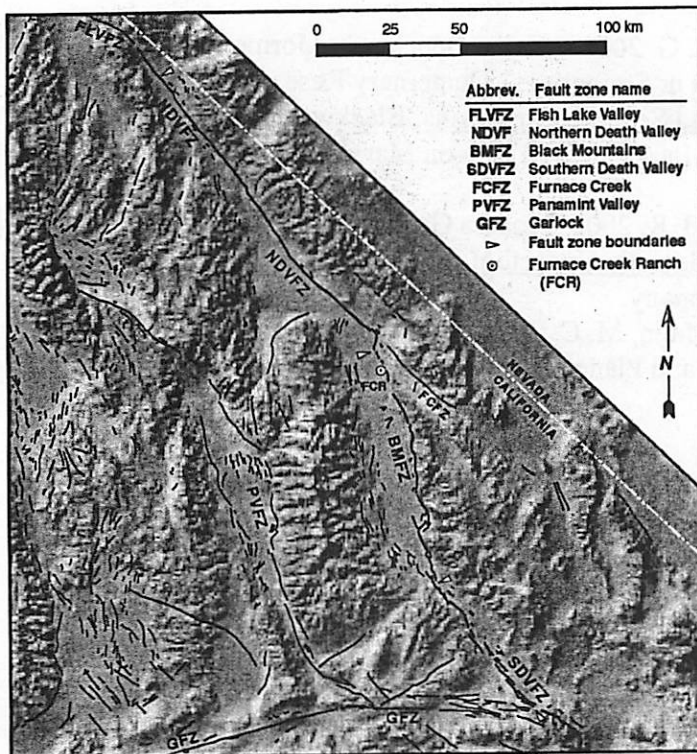 0 25 50 100 km
Abbrev. Fault zone name
FLVFZ Fish Lake Valley
NDVF Northern Death Valley
BMFZ Black Mountains
SDVFZ Southern Death Valley
FCFZ Furnace Creek
PVFZ Panamint Valley
GFZ Garlock
Fault zone boundaries
Furnace Creek Ranch
(FCR)
N
FLVFZ
NDVFZ
NDVFZ
NEVADA
CALIFORNIA
FCR
FCFZ
BMFZ
PVFZ
SDVFZ
GFZ
GFZ